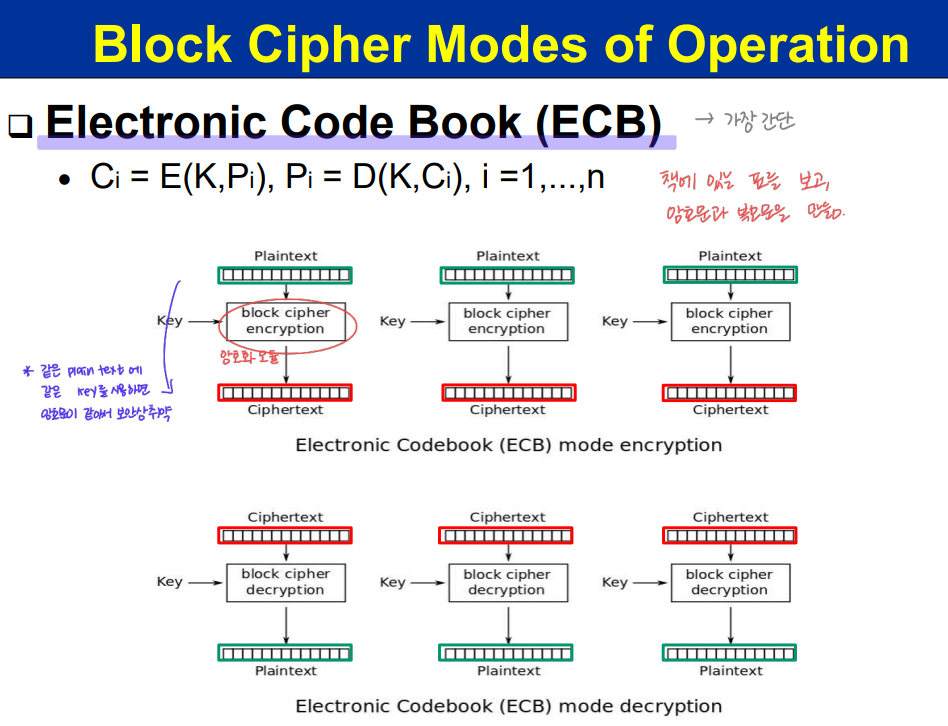 Block Cipher Modes of Operation
❑ Electronic Code Book (ECB) → 가장 간단
• Ci = E(K,Pi), Pi = D(K,Ci), i =1,...,n
책에 있는 표를 보고,
암호문과 복호문을 만듦.
Plaintext Plaintext Plaintext
Key block cipher encryption Key block cipher encryption Key block cipher encryption
암호화 모듈
* 같은 plain text에
같은 key를 사용하면
암호문이 같아서 보안상 취약
Ciphertext Ciphertext Ciphertext
Electronic Codebook (ECB) mode encryption
Ciphertext Ciphertext Ciphertext
Key block cipher decryption Key block cipher decryption Key block cipher decryption
Plaintext Plaintext Plaintext
Electronic Codebook (ECB) mode decryption